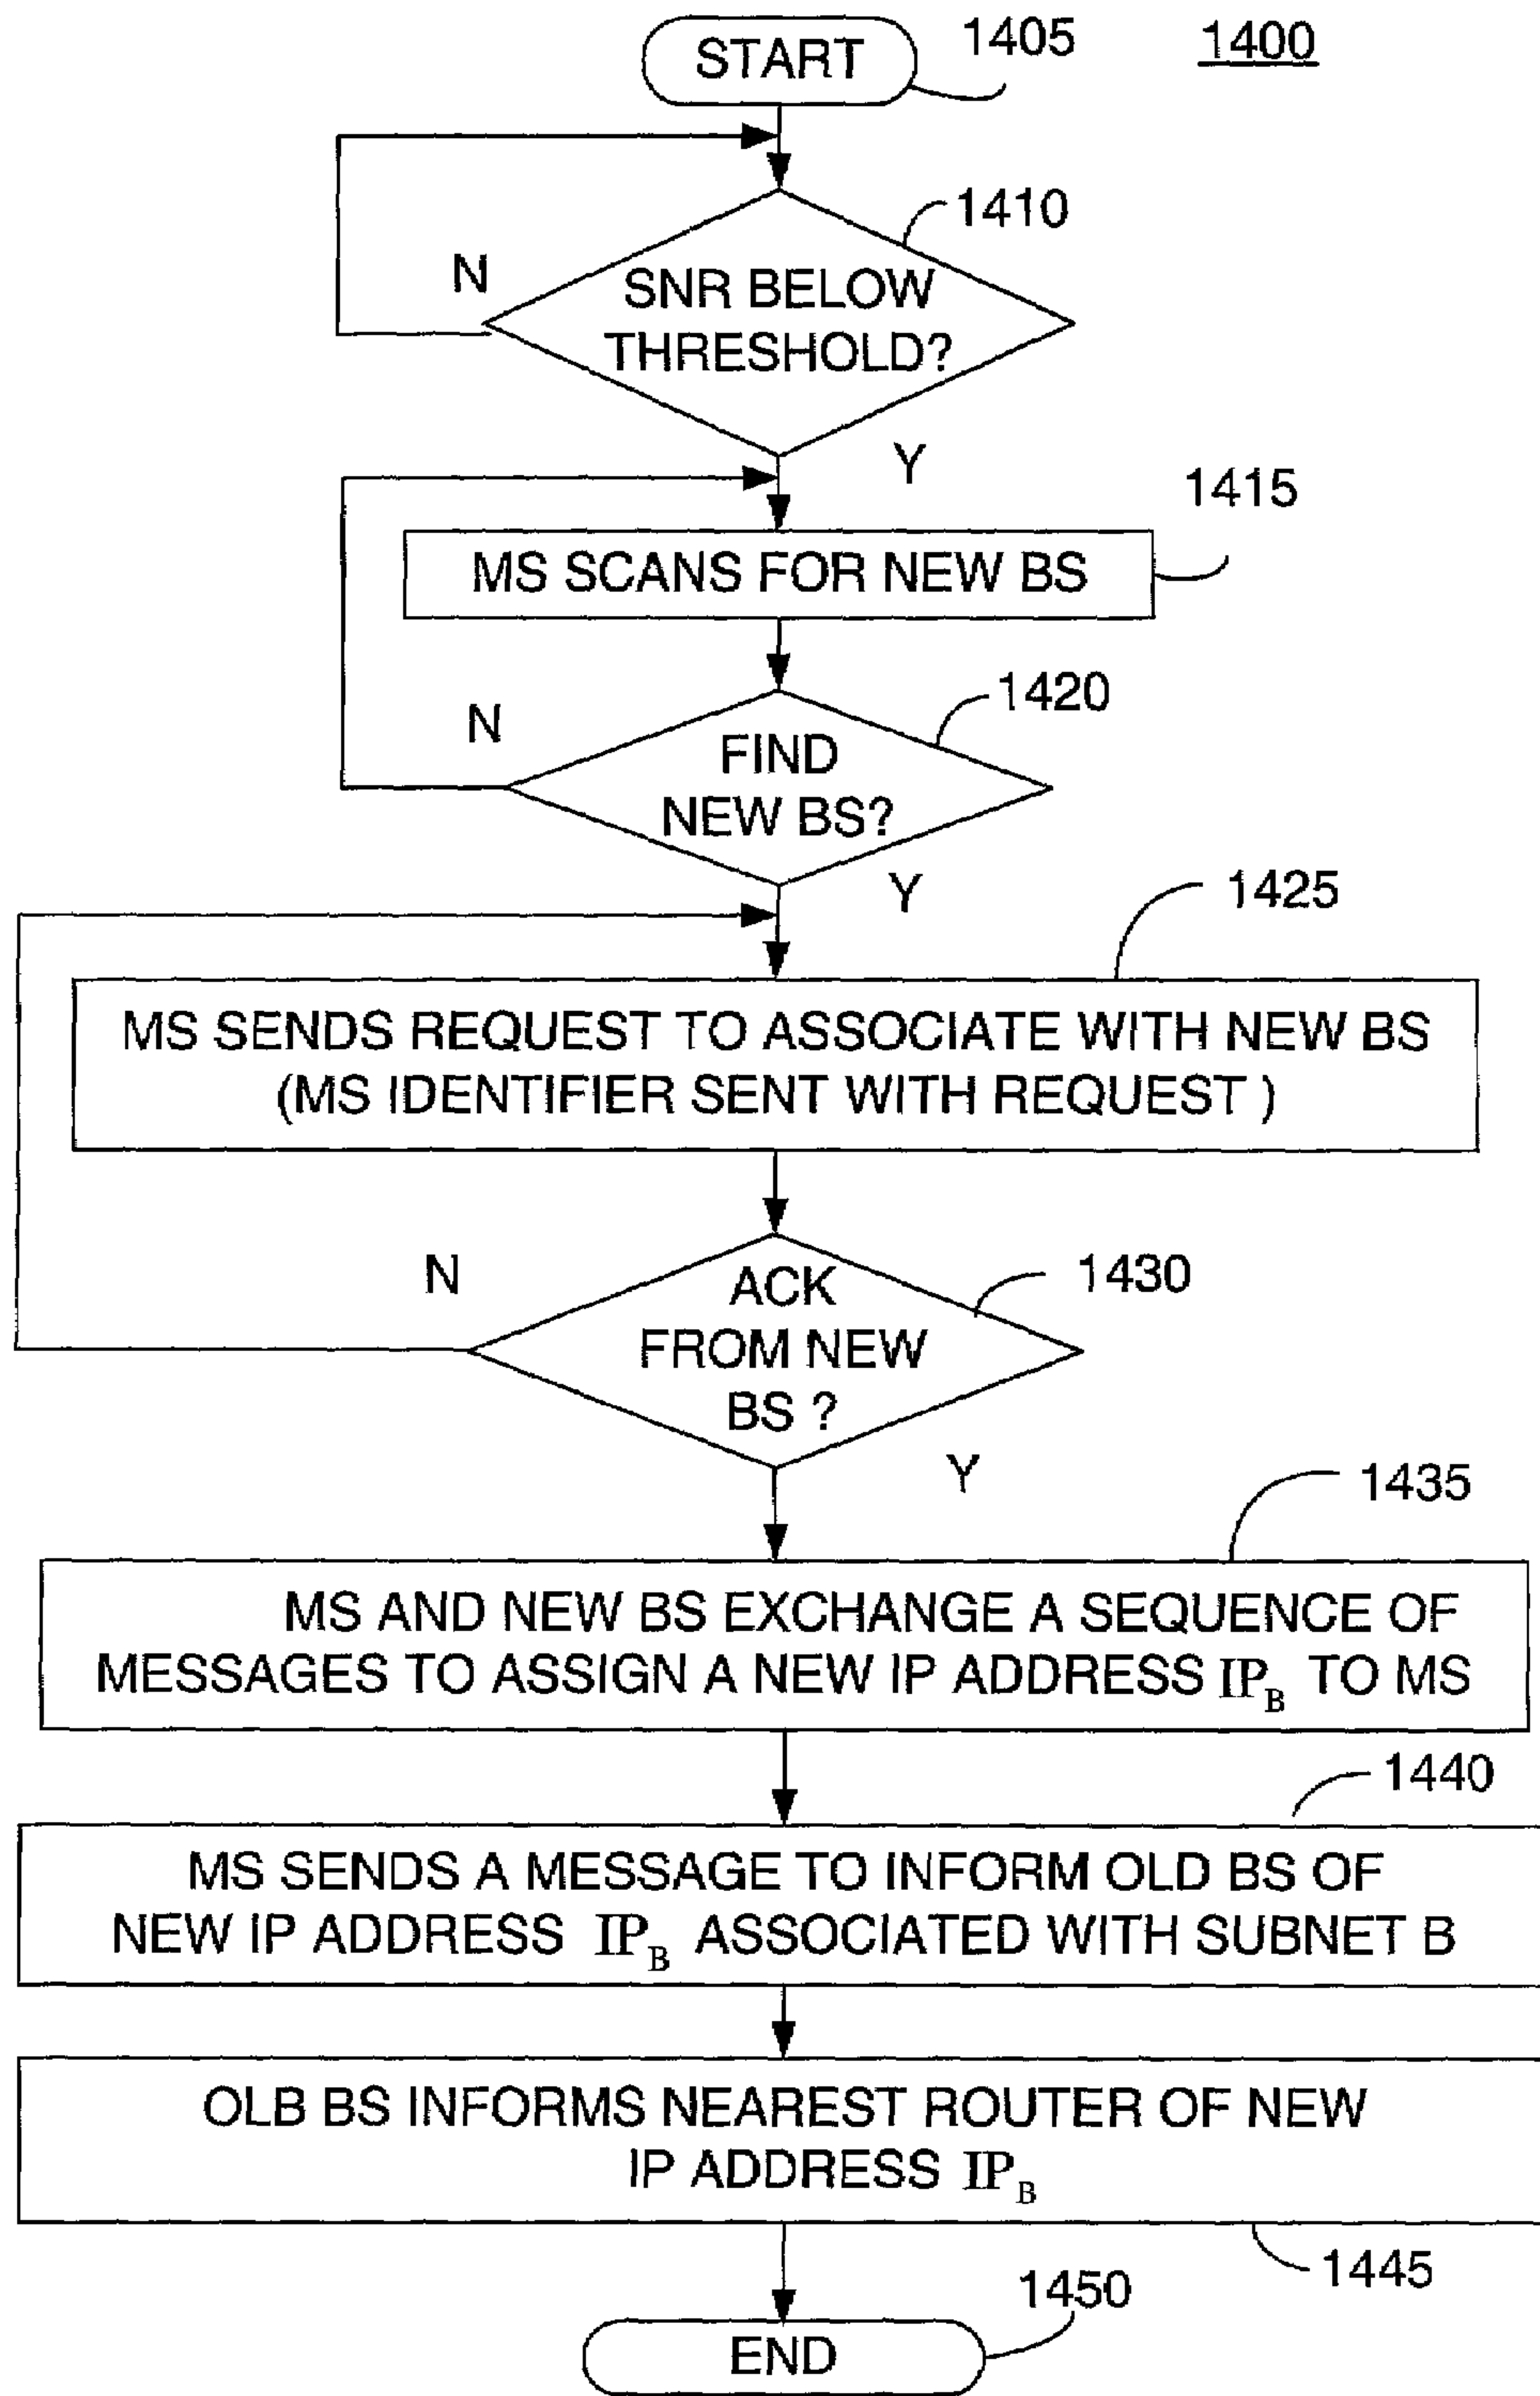 START
1405
1400
1410
N
SNR BELOW
THRESHOLD?
Y
1415
MS SCANS FOR NEW BS
1420
N
FIND
NEW BS?
Y
1425
MS SENDS REQUEST TO ASSOCIATE WITH NEW BS
(MS IDENTIFIER SENT WITH REQUEST )
N
ACK
1430
FROM NEW
BS ?
Y
1435
MS AND NEW BS EXCHANGE A SEQUENCE OF
MESSAGES TO ASSIGN A NEW IP ADDRESS IP_B TO MS
1440
MS SENDS A MESSAGE TO INFORM OLD BS OF
NEW IP ADDRESS IP_B ASSOCIATED WITH SUBNET B
OLB BS INFORMS NEAREST ROUTER OF NEW
IP ADDRESS IP_B
1445
1450
END